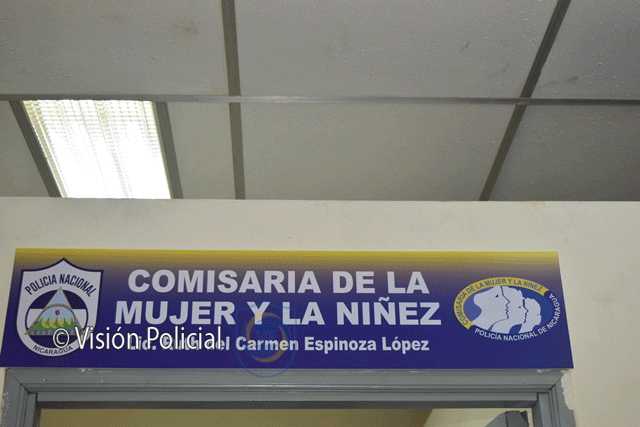 POLICIA NACIONAL
NICARAGUA
COMISARIA DE LA
MUJER Y LA NIÑEZ
Lic. del Carmen Espinoza López
COMISARIA DE LA MUJER Y LA NIÑEZ
POLICIA NACIONAL DE NICARAGUA
© Visión Policial